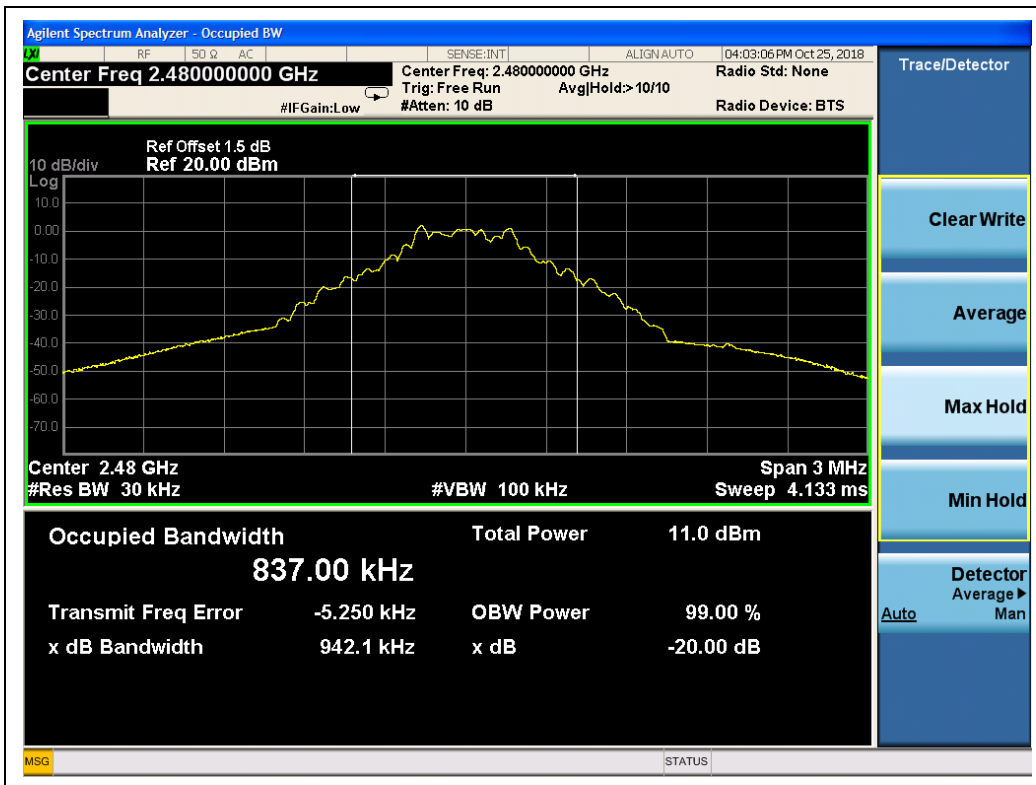 Agilent Spectrum Analyzer - Occupied BW
LXI RF 50 Ω AC SENSE:INT ALIGN AUTO 04:03:06 PM Oct 25, 2018
Center Freq 2.480000000 GHz
#IFGain:Low
Center Freq: 2.480000000 GHz
Trig: Free Run Avg|Hold:> 10/10
#Atten: 10 dB
Radio Std: None
Radio Device: BTS
Trace/Detector
Ref Offset 1.5 dB
10 dB/div Ref 20.00 dBm
Log
10.0
0.00
-10.0
-20.0
-30.0
-40.0
-50.0
-60.0
-70.0
Center 2.48 GHz Span 3 MHz
#Res BW 30 kHz #VBW 100 kHz Sweep 4.133 ms
Occupied Bandwidth Total Power 11.0 dBm
837.00 kHz
Transmit Freq Error -5.250 kHz OBW Power 99.00 %
x dB Bandwidth 942.1 kHz x dB -20.00 dB
Clear Write
Average
Max Hold
Min Hold
Detector
Average▶
Auto Man
MSG STATUS